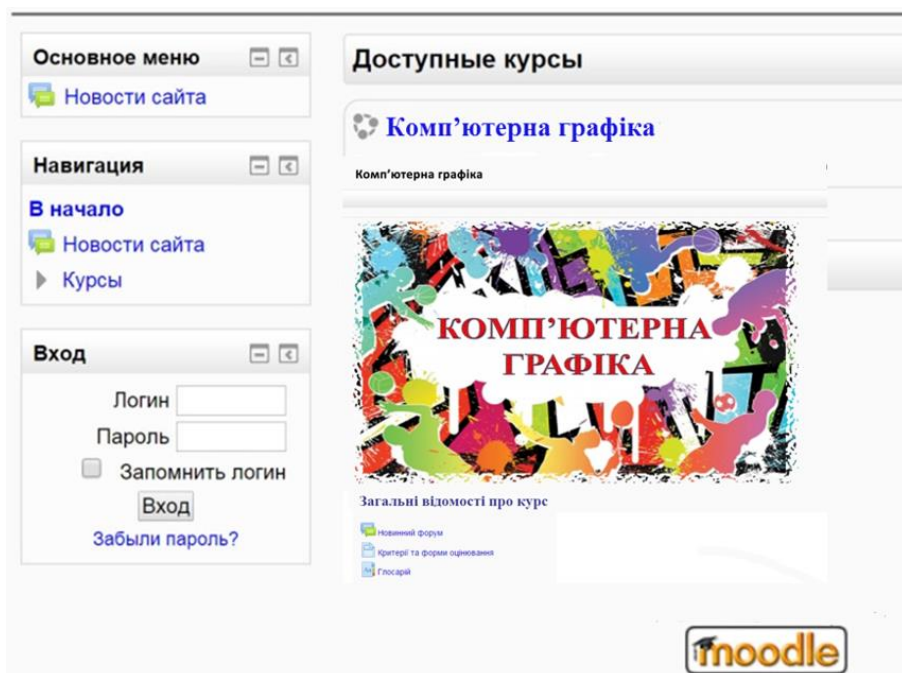 Основное меню
Новости сайта
Навигация
В начало
Новости сайта
Курсы
Вход
Логин
Пароль
Запомнить логин
Вход
Забыли пароль?
Доступные курсы
Комп’ютерна графіка
Комп’ютерна графіка
КОМП’ЮТЕРНА
ГРАФІКА
Загальні відомості про курс
Новинний форум
Критерії та форми оцінювання
Глосарій
moodle